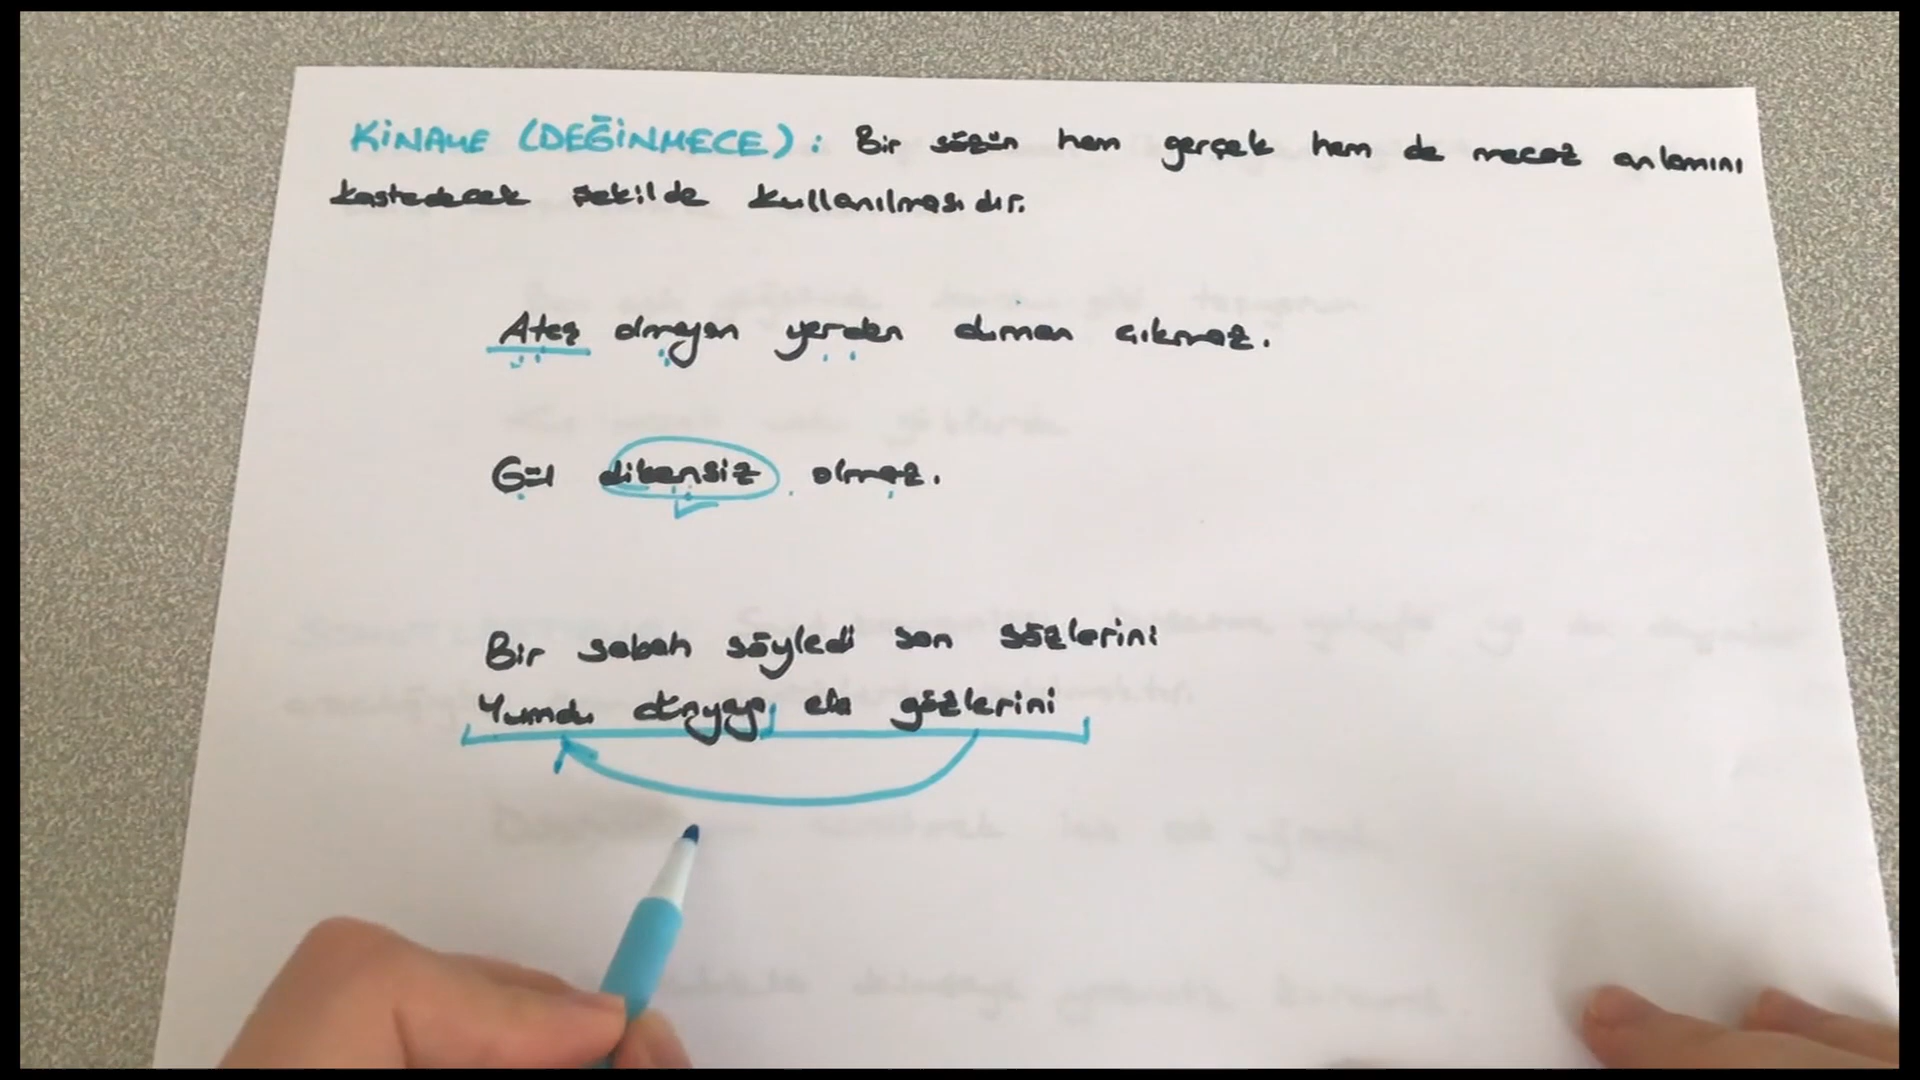 KİNAYE (DEĞİNMECE) : Bir sözün hem gerçek hem de mecaz anlamını
kastedecek şekilde kullanılmasıdır.
Ateş olmayan yerden duman çıkmaz.
Gül dikensiz olmaz.
Bir sabah söyledi son sözlerini
Yumdu dünyaya ela gözlerini